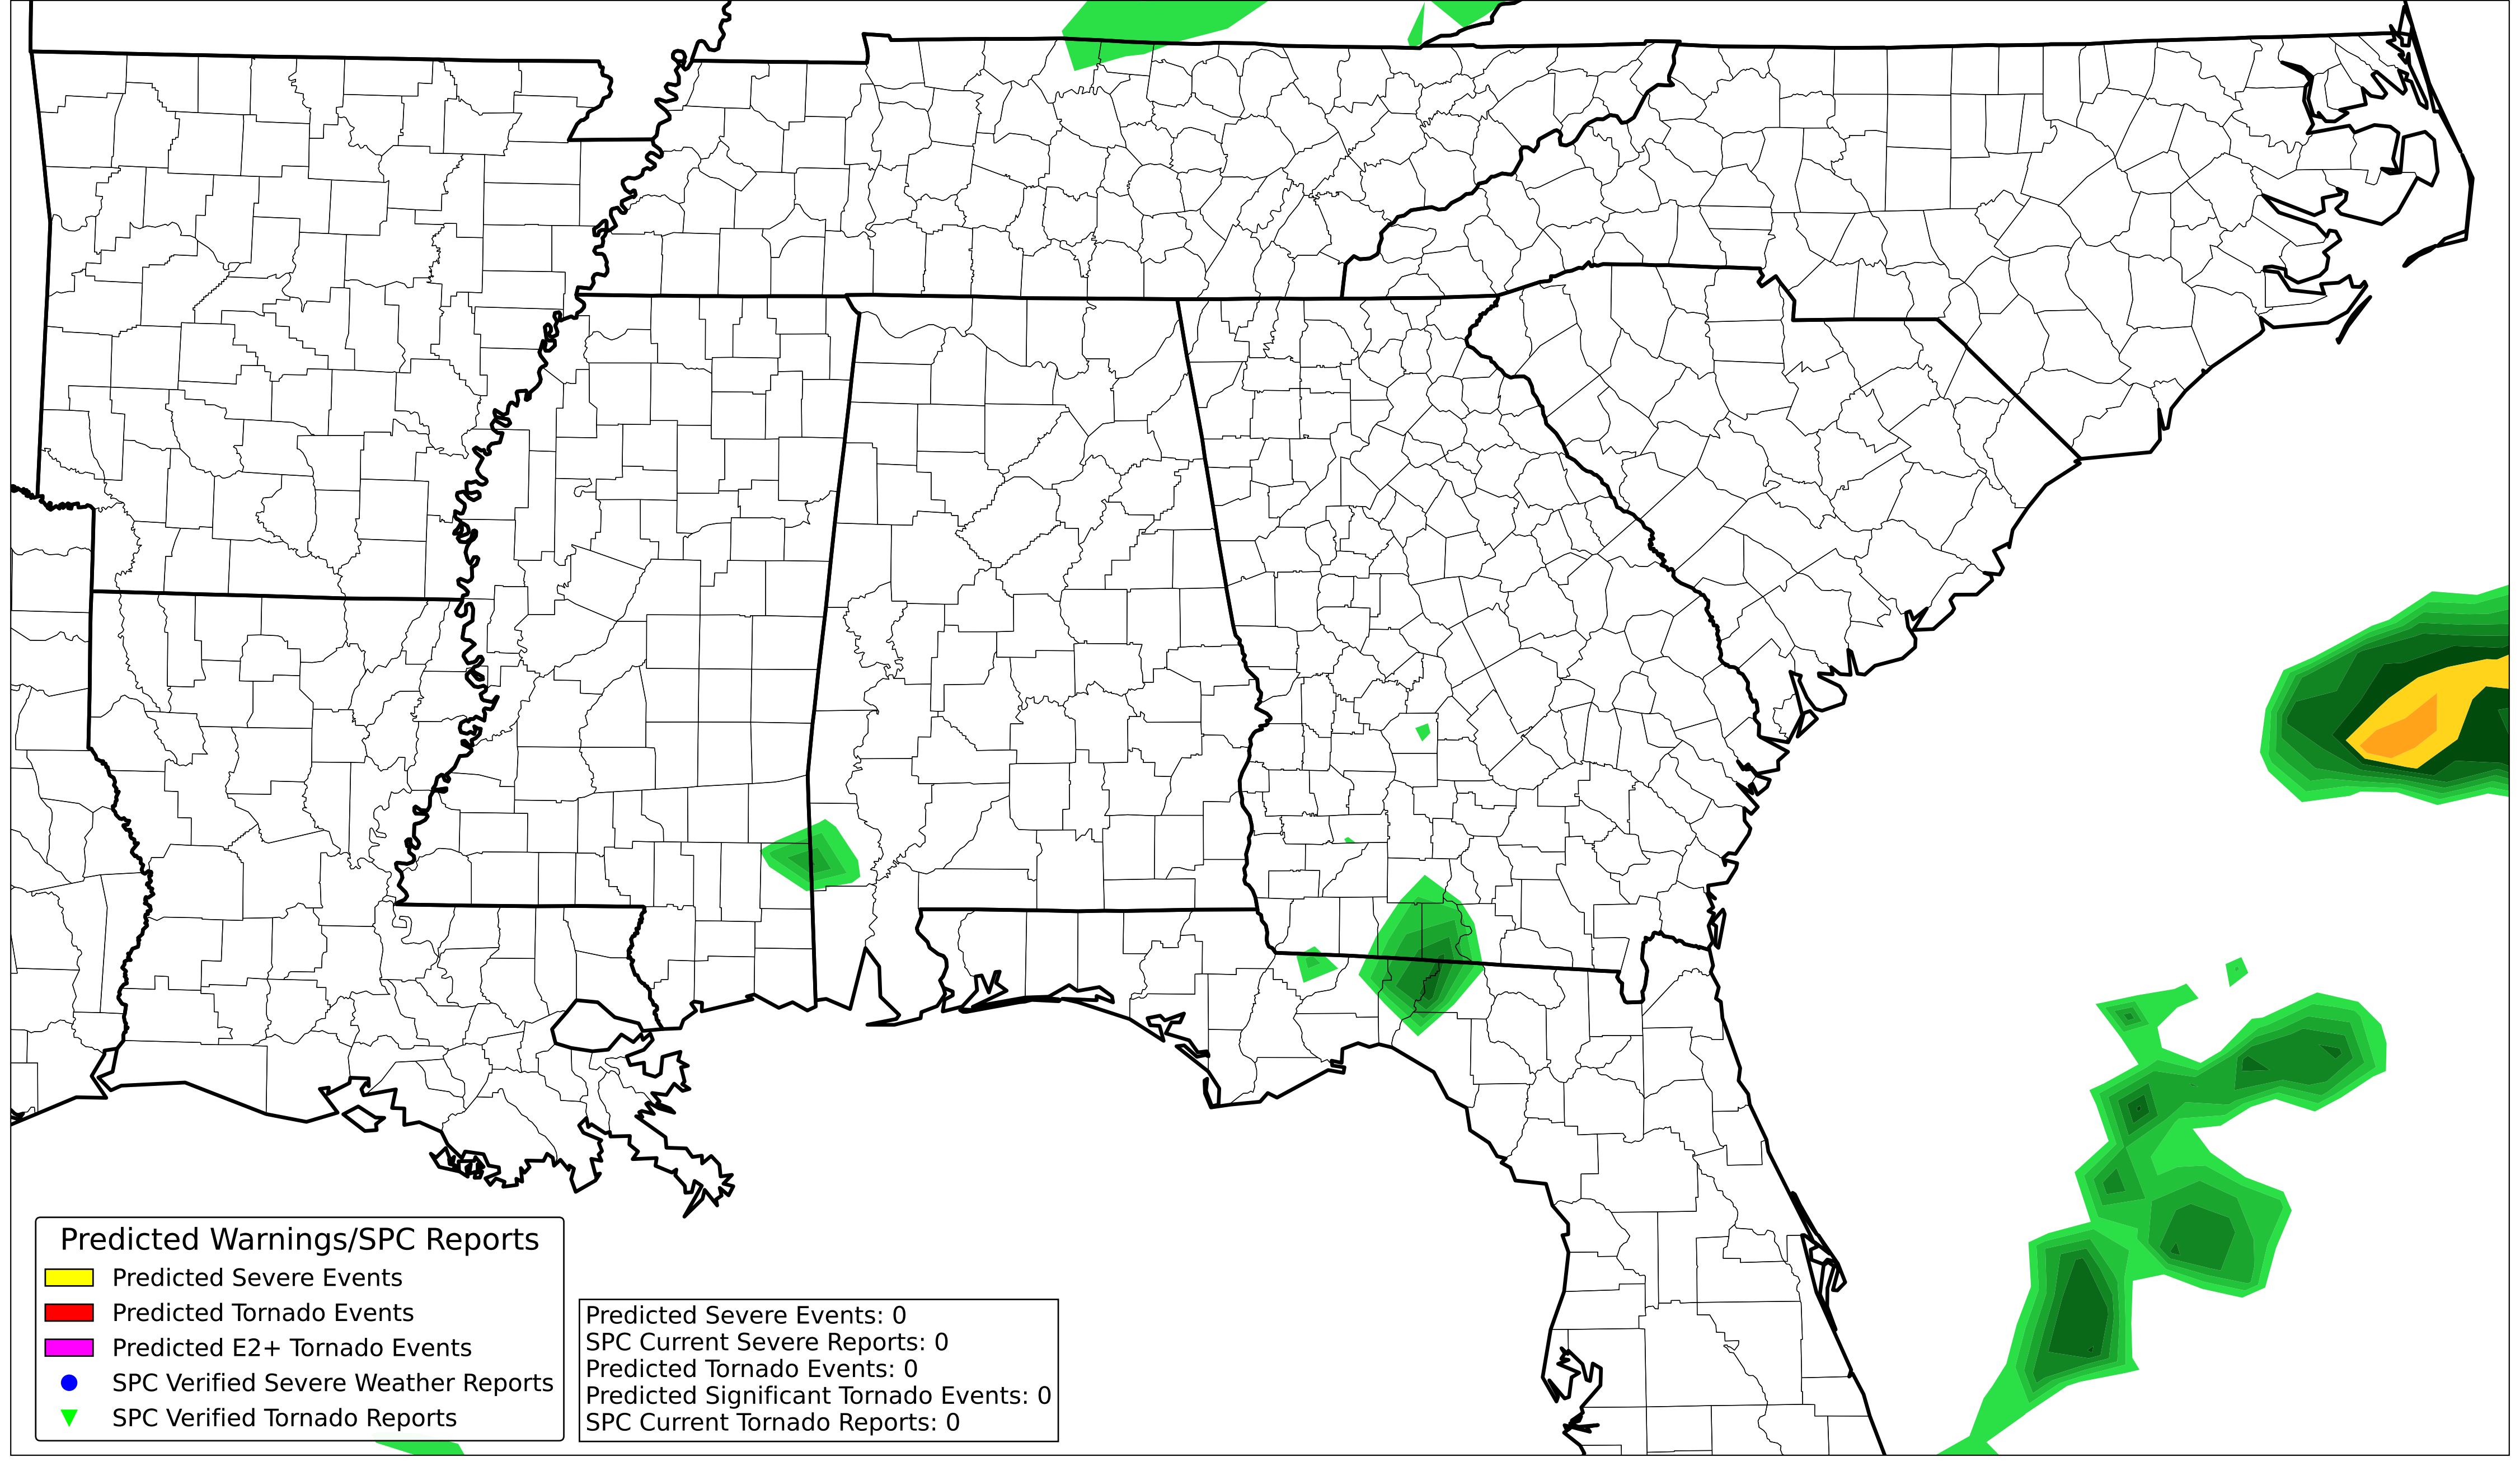 Predicted Warnings/SPC Reports
Predicted Severe Events
Predicted Tornado Events
Predicted E2+ Tornado Events
SPC Verified Severe Weather Reports
SPC Verified Tornado Reports
Predicted Severe Events: 0
SPC Current Severe Reports: 0
Predicted Tornado Events: 0
Predicted Significant Tornado Events: 0
SPC Current Tornado Reports: 0